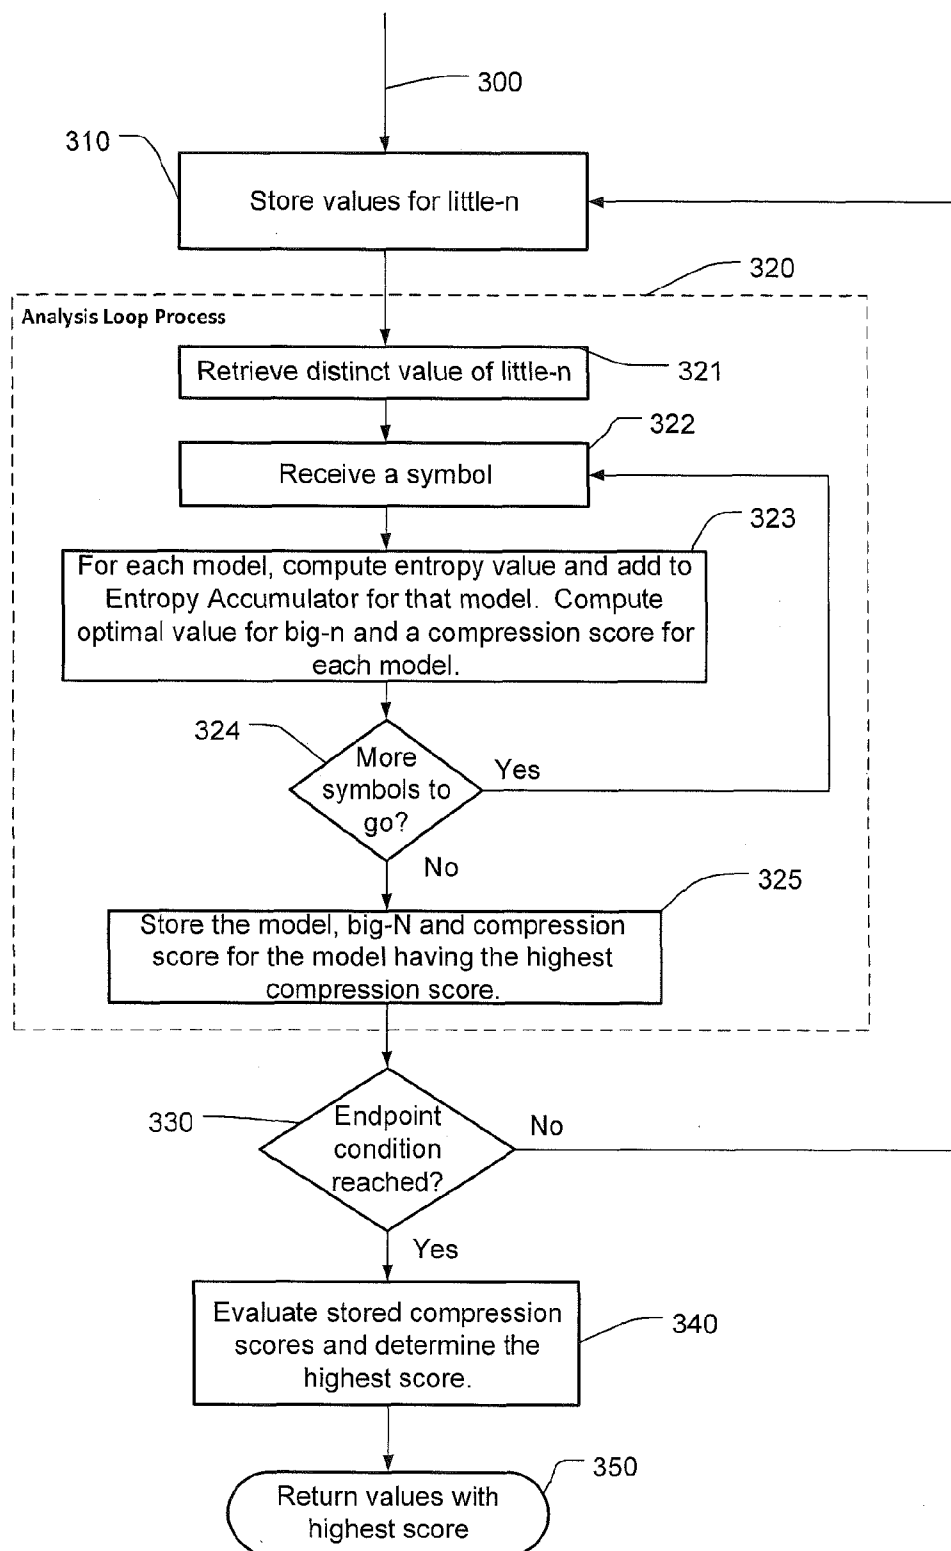 300
310
Store values for little-n
320
Analysis Loop Process
Retrieve distinct value of little-n
321
322
Receive a symbol
323
For each model, compute entropy value and add to
Entropy Accumulator for that model. Compute
optimal value for big-n and a compression score for
each model.
324
More
symbols to
go?
Yes
No
325
Store the model, big-N and compression
score for the model having the highest
compression score.
330
Endpoint
condition
reached?
No
Yes
Evaluate stored compression
scores and determine the
highest score.
340
350
Return values with
highest score